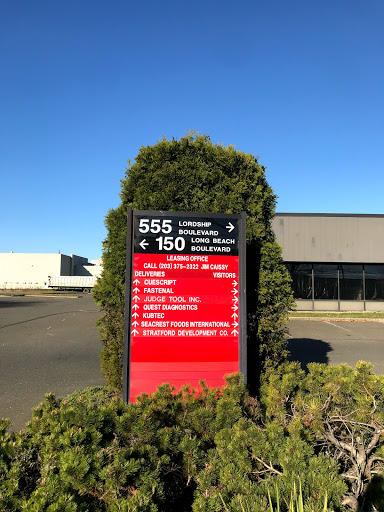 555 LORDSHIP BOULEVARD →
← 150 LONG BEACH BOULEVARD
LEASING OFFICE
CALL (203) 375-2322 JIM CAISSY
DELIVERIES VISITORS
↑ CUESCRIPT →
↑ FASTENAL →
↑ JUDGE TOOL INC. →
↑ QUEST DIAGNOSTICS →
↑ KUBTEC →
↑ SEACREST FOODS INTERNATIONAL →
↑ STRATFORD DEVELOPMENT CO. →